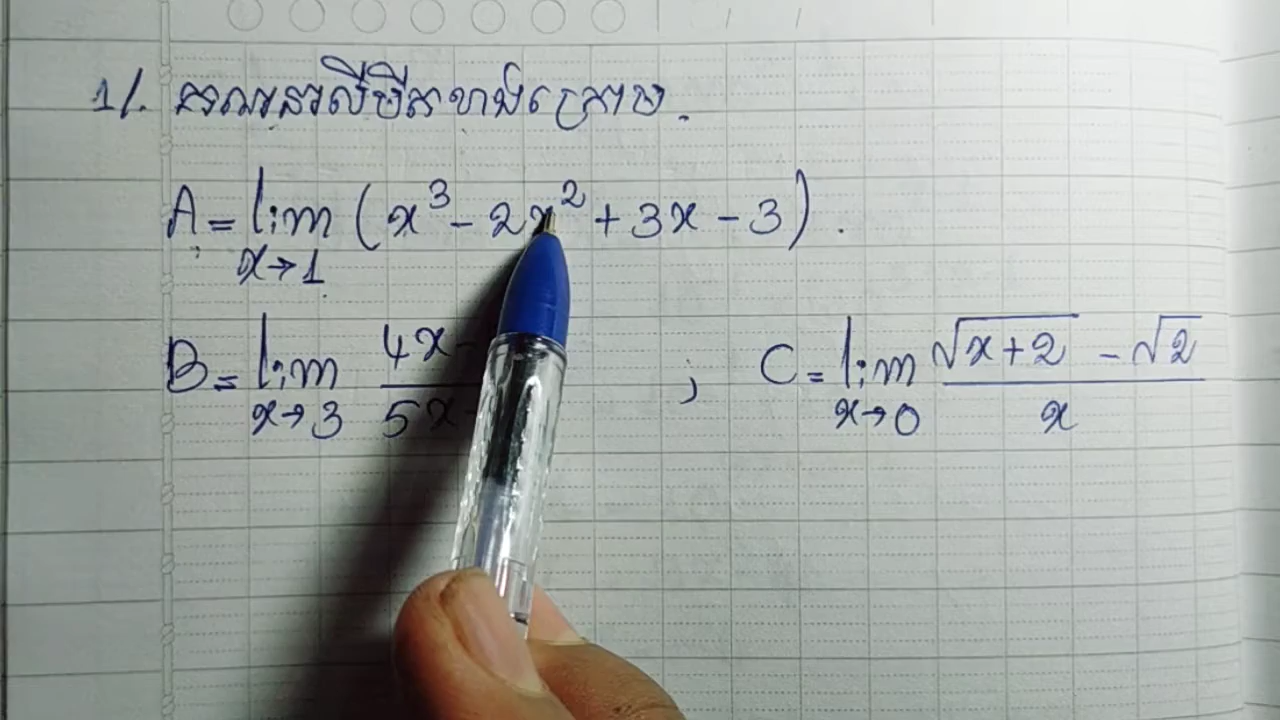 1/. គណនាលីមីតខាងក្រោម.
A = lim (x³ - 2x² + 3x - 3).
x→1
B = lim 4x- / 5x- ; C = lim (√(x+2) - √2) / x
x→3 x→0